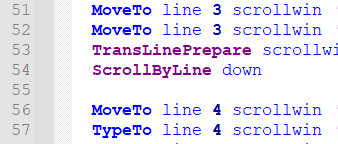 51 MoveTo line 3 scrollwin
52 MoveTo line 3 scrollwin
53 TransLinePrepare
54 ScrollByLine down
55
56 MoveTo line 4 scrollwin
57 TypeTo line 4 scrollwin